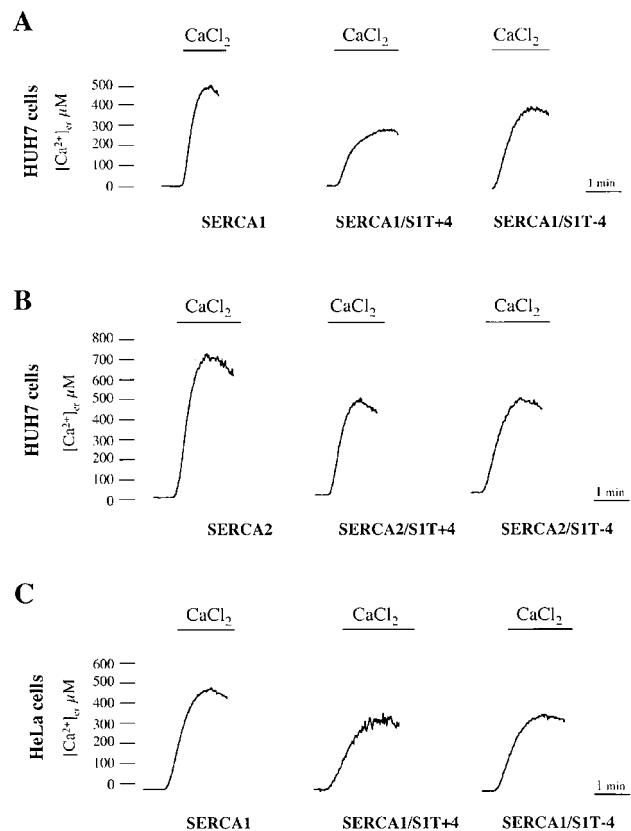 A
CaCl2 CaCl2 CaCl2
HUH7 cells
[Ca2+]er μM
500
400
300
200
100
0
1 min
SERCA1 SERCA1/S1T+4 SERCA1/S1T-4
B
CaCl2 CaCl2 CaCl2
HUH7 cells
[Ca2+]er μM
800
700
600
500
400
300
200
100
0
1 min
SERCA2 SERCA2/S1T+4 SERCA2/S1T-4
C
CaCl2 CaCl2 CaCl2
HeLa cells
[Ca2+]er μM
600
500
400
300
200
100
0
1 min
SERCA1 SERCA1/S1T+4 SERCA1/S1T-4